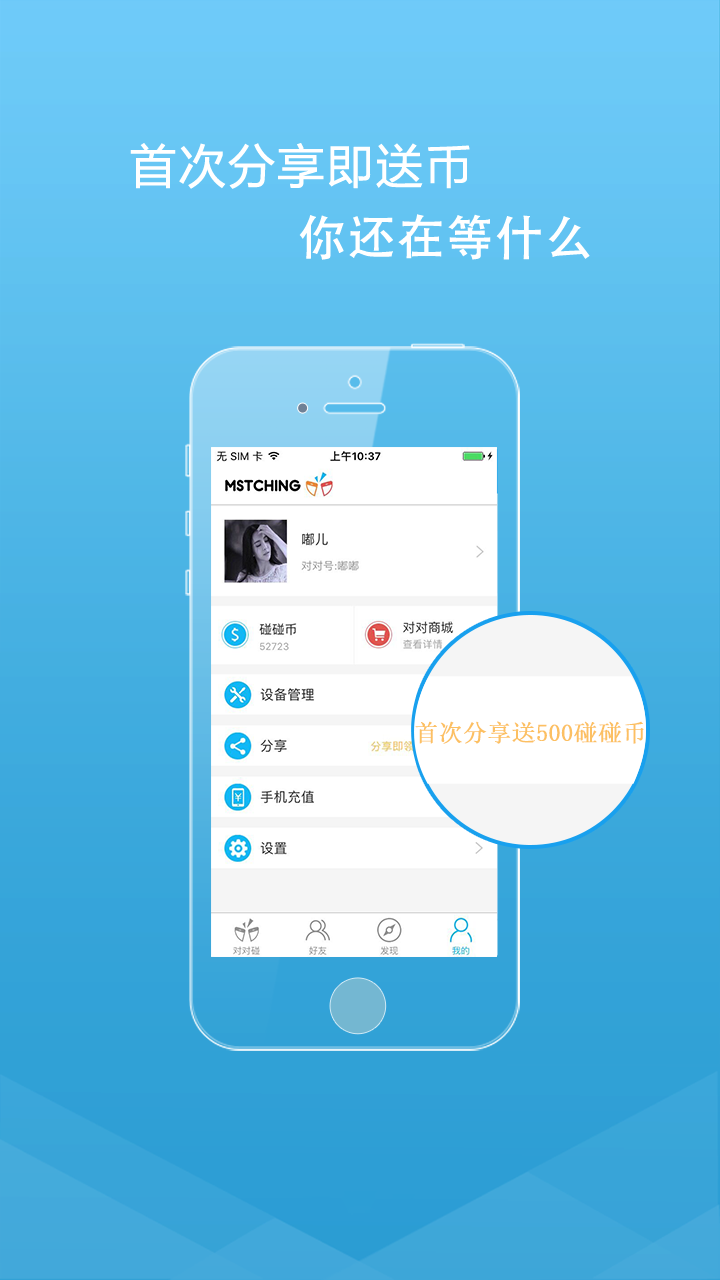 首次分享即送币
你还在等什么
无 SIM 卡
上午10:37
MSTCHING
嘟儿
对对号:嘟嘟
碰碰币
52723
对对商城
查看详情
设备管理
首次分享送500碰碰币
分享
分享即领
手机充值
设置
对对碰
好友
发现
我的